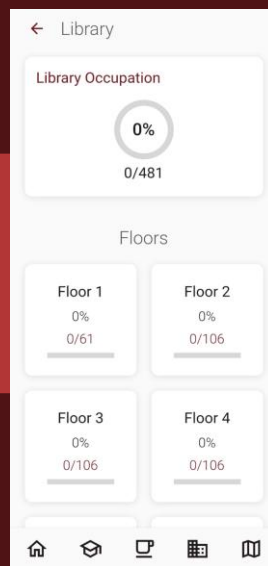 Library
Library Occupation
0%
0/481
Floors
Floor 1
0%
0/61
Floor 2
0%
0/106
Floor 3
0%
0/106
Floor 4
0%
0/106